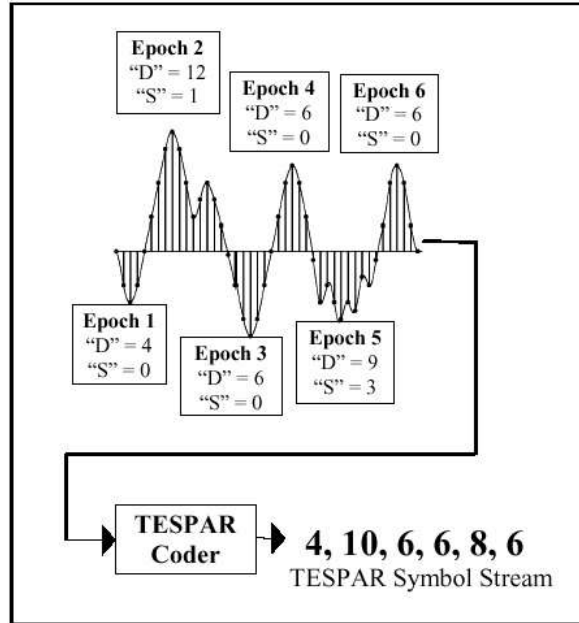 Epoch 2
“D” = 12
“S” = 1
Epoch 4
“D” = 6
“S” = 0
Epoch 6
“D” = 6
“S” = 0
Epoch 1
“D” = 4
“S” = 0
Epoch 3
“D” = 6
“S” = 0
Epoch 5
“D” = 9
“S” = 3
TESPAR
Coder
4, 10, 6, 6, 8, 6
TESPAR Symbol Stream